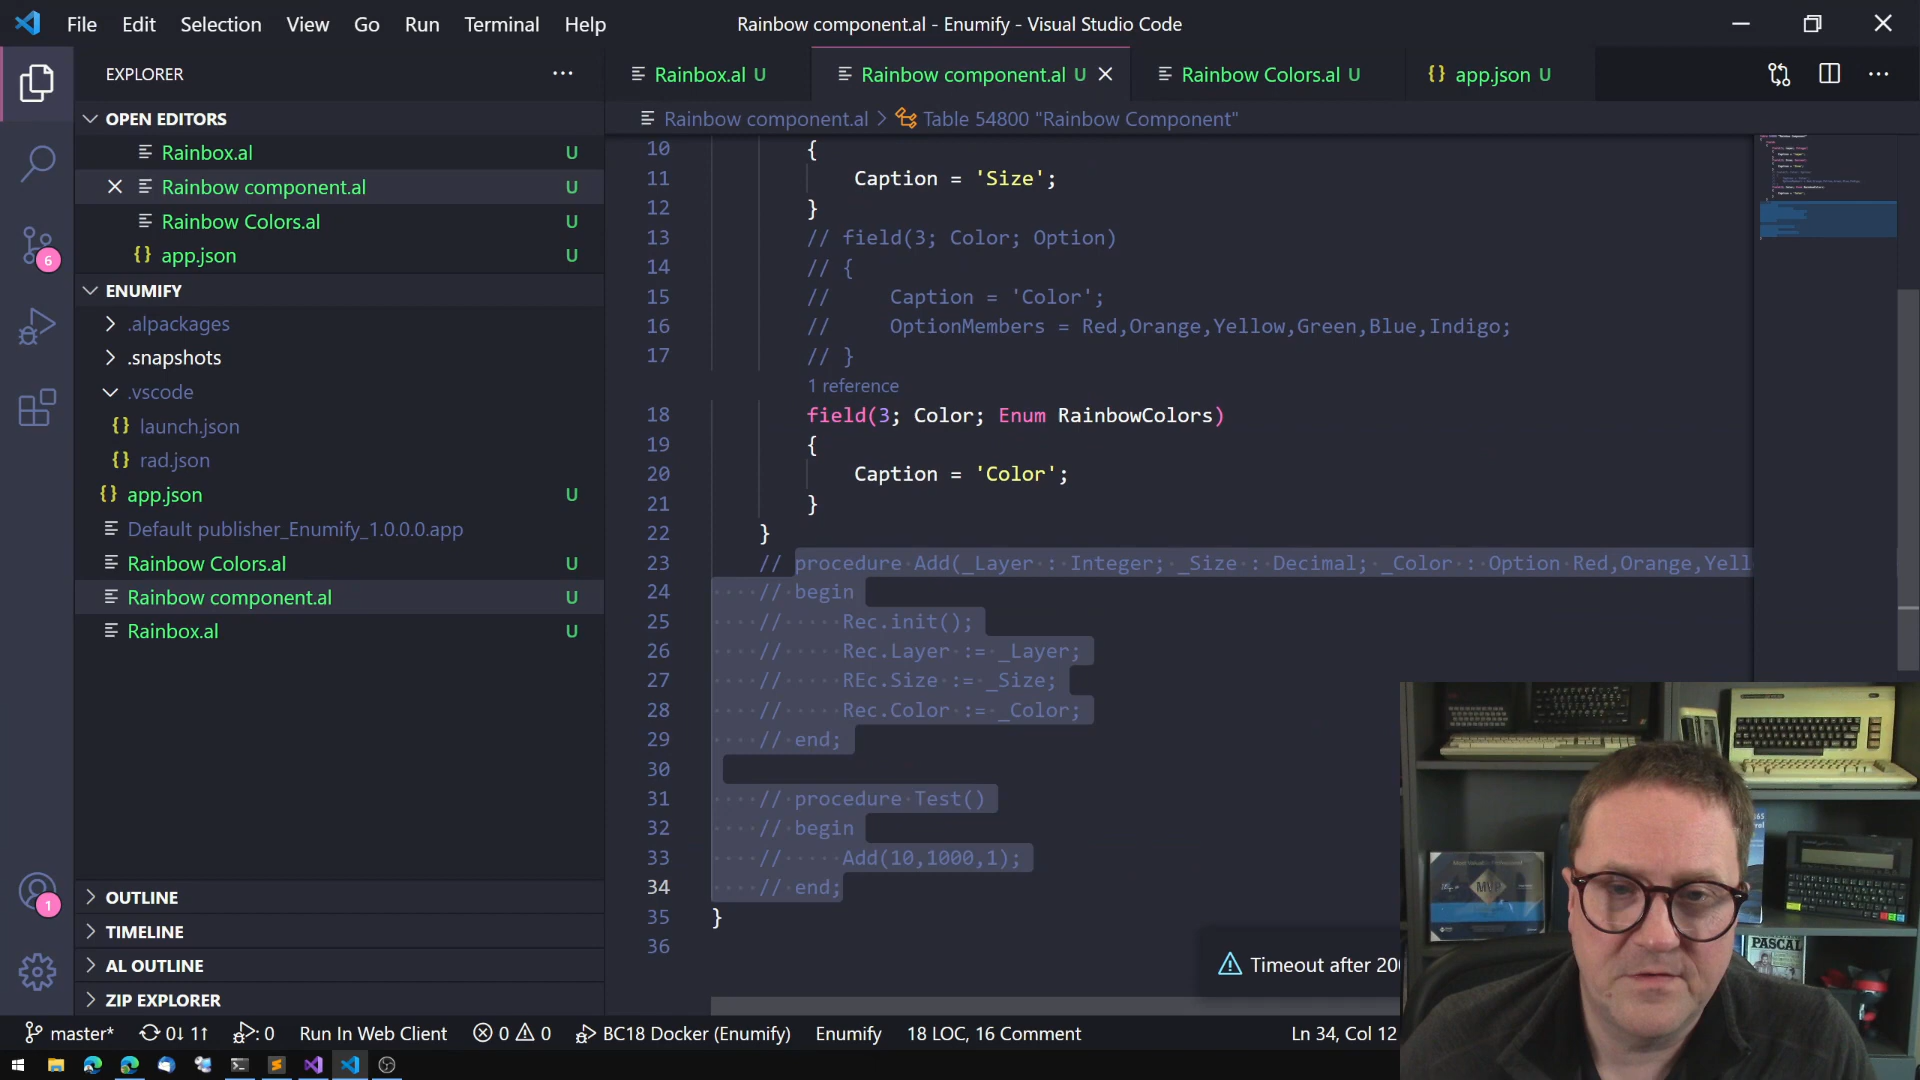 File Edit Selection View Go Run Terminal Help
Rainbow component.al - Enumify - Visual Studio Code
EXPLORER
Rainbox.al U
Rainbow component.al U
Rainbow Colors.al U
{} app.json U
OPEN EDITORS
Rainbow component.al > Table 54800 "Rainbow Component"
Rainbox.al U
Rainbow component.al U
Rainbow Colors.al U
{} app.json U
ENUMIFY
.alpackages
.snapshots
.vscode
{} launch.json
{} rad.json
{} app.json U
Default publisher_Enumify_1.0.0.0.app
Rainbow Colors.al U
Rainbow component.al U
Rainbox.al U
OUTLINE
TIMELINE
AL OUTLINE
ZIP EXPLORER
6
1
10 {
11 Caption = 'Size';
12 }
13 // field(3; Color; Option)
14 // {
15 // Caption = 'Color';
16 // OptionMembers = Red,Orange,Yellow,Green,Blue,Indigo;
17 // }
1 reference
18 field(3; Color; Enum RainbowColors)
19 {
20 Caption = 'Color';
21 }
22 }
23 // procedure Add(_Layer : Integer; _Size : Decimal; _Color : Option Red,Orange,Yell
24 // begin
25 // Rec.init();
26 // Rec.Layer := _Layer;
27 // REc.Size := _Size;
28 // Rec.Color := _Color;
29 // end;
30
31 // procedure Test()
32 // begin
33 // Add(10,1000,1);
34 // end;
35 }
36
Timeout after 200
MVP
PASCAL
master* 0↓ 1↑ : 0 Run In Web Client 0 0 BC18 Docker (Enumify) Enumify 18 LOC, 16 Comment Ln 34, Col 12